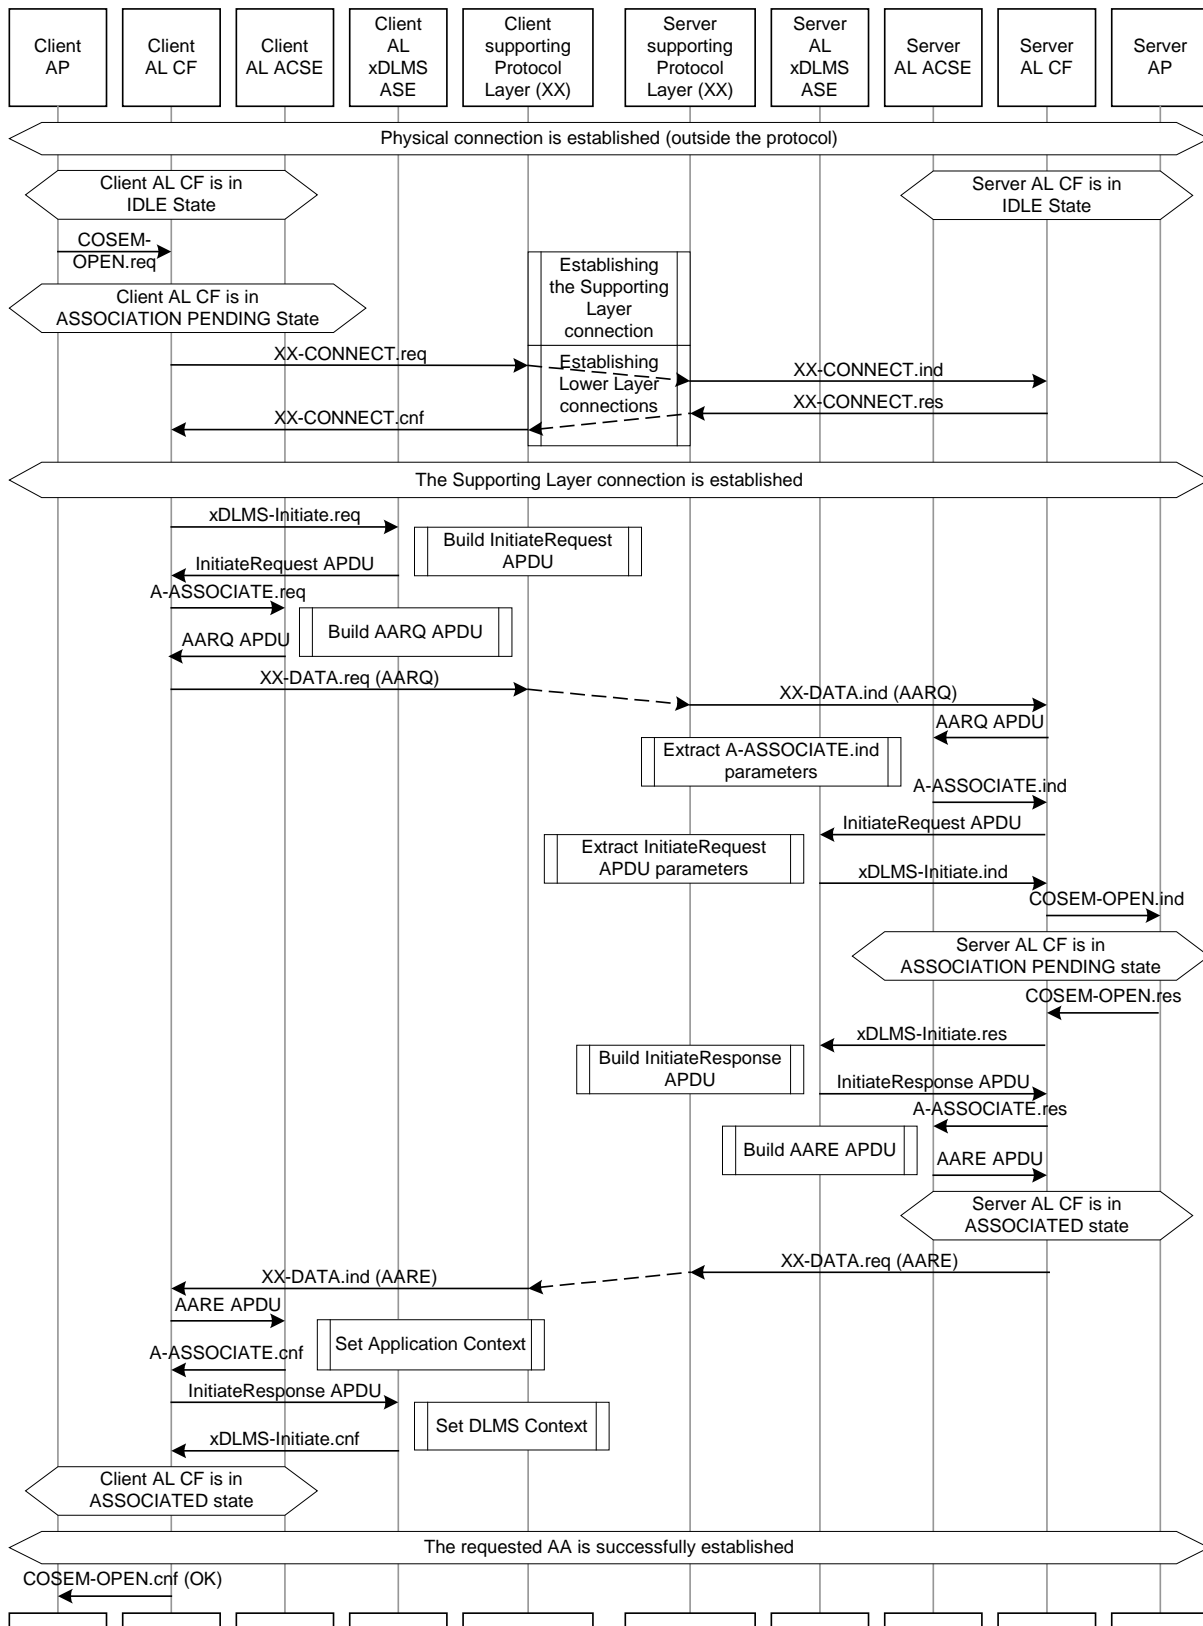 Client
AP
Client
AL CF
Client
AL ACSE
Client
AL
xDLMS
ASE
Client
supporting
Protocol
Layer (XX)
Server
supporting
Protocol
Layer (XX)
Server
AL
xDLMS
ASE
Server
AL ACSE
Server
AL CF
Server
AP
Physical connection is established (outside the protocol)
Client AL CF is in
IDLE State
Server AL CF is in
IDLE State
COSEM-
OPEN.req
Establishing
the Supporting
Layer
connection
Client AL CF is in
ASSOCIATION PENDING State
XX-CONNECT.req
Establishing
Lower Layer
connections
XX-CONNECT.ind
XX-CONNECT.res
XX-CONNECT.cnf
The Supporting Layer connection is established
xDLMS-Initiate.req
Build InitiateRequest
APDU
InitiateRequest APDU
A-ASSOCIATE.req
Build AARQ APDU
AARQ APDU
XX-DATA.req (AARQ)
XX-DATA.ind (AARQ)
AARQ APDU
Extract A-ASSOCIATE.ind
parameters
A-ASSOCIATE.ind
InitiateRequest APDU
Extract InitiateRequest
APDU parameters
xDLMS-Initiate.ind
COSEM-OPEN.ind
Server AL CF is in
ASSOCIATION PENDING state
COSEM-OPEN.res
xDLMS-Initiate.res
Build InitiateResponse
APDU
InitiateResponse APDU
A-ASSOCIATE.res
Build AARE APDU
AARE APDU
Server AL CF is in
ASSOCIATED state
XX-DATA.req (AARE)
XX-DATA.ind (AARE)
AARE APDU
Set Application Context
A-ASSOCIATE.cnf
InitiateResponse APDU
Set DLMS Context
xDLMS-Initiate.cnf
Client AL CF is in
ASSOCIATED state
The requested AA is successfully established
COSEM-OPEN.cnf (OK)